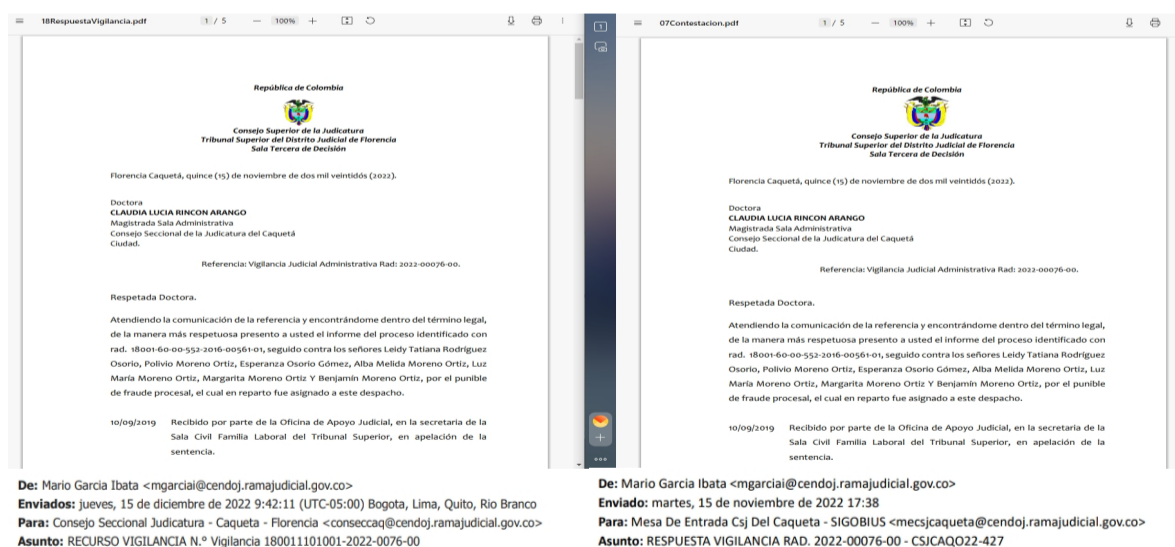 18RespuestaVigilancia.pdf
1 / 5
100%
República de Colombia
Consejo Superior de la Judicatura
Tribunal Superior del Distrito Judicial de Florencia
Sala Tercera de Decisión
Florencia Caquetá, quince (15) de noviembre de dos mil veintidós (2022).
Doctora
CLAUDIA LUCIA RINCON ARANGO
Magistrada Sala Administrativa
Consejo Seccional de la Judicatura del Caquetá
Ciudad.
Referencia: Vigilancia Judicial Administrativa Rad: 2022-00076-00.
Respetada Doctora.
Atendiendo la comunicación de la referencia y encontrándome dentro del término legal,
de la manera más respetuosa presento a usted el informe del proceso identificado con
rad. 18001-60-00-552-2016-00561-01, seguido contra los señores Leidy Tatiana Rodríguez
Osorio, Polivio Moreno Ortiz, Esperanza Osorio Gómez, Alba Melida Moreno Ortiz, Luz
María Moreno Ortiz, Margarita Moreno Ortiz Y Benjamín Moreno Ortiz, por el punible
de fraude procesal, el cual en reparto fue asignado a este despacho.
10/09/2019 Recibido por parte de la Oficina de Apoyo Judicial, en la secretaria de la
Sala Civil Familia Laboral del Tribunal Superior, en apelación de la
sentencia.
De: Mario Garcia Ibata <mgarciai@cendoj.ramajudicial.gov.co>
Enviados: jueves, 15 de diciembre de 2022 9:42:11 (UTC-05:00) Bogota, Lima, Quito, Rio Branco
Para: Consejo Seccional Judicatura - Caqueta - Florencia <conseccaq@cendoj.ramajudicial.gov.co>
Asunto: RECURSO VIGILANCIA N.º Vigilancia 180011101001-2022-0076-00
1
07Contestacion.pdf
1 / 5
100%
República de Colombia
Consejo Superior de la Judicatura
Tribunal Superior del Distrito Judicial de Florencia
Sala Tercera de Decisión
Florencia Caquetá, quince (15) de noviembre de dos mil veintidós (2022).
Doctora
CLAUDIA LUCIA RINCON ARANGO
Magistrada Sala Administrativa
Consejo Seccional de la Judicatura del Caquetá
Ciudad.
Referencia: Vigilancia Judicial Administrativa Rad: 2022-00076-00.
Respetada Doctora.
Atendiendo la comunicación de la referencia y encontrándome dentro del término legal,
de la manera más respetuosa presento a usted el informe del proceso identificado con
rad. 18001-60-00-552-2016-00561-01, seguido contra los señores Leidy Tatiana Rodríguez
Osorio, Polivio Moreno Ortiz, Esperanza Osorio Gómez, Alba Melida Moreno Ortiz, Luz
María Moreno Ortiz, Margarita Moreno Ortiz Y Benjamín Moreno Ortiz, por el punible
de fraude procesal, el cual en reparto fue asignado a este despacho.
10/09/2019 Recibido por parte de la Oficina de Apoyo Judicial, en la secretaria de la
Sala Civil Familia Laboral del Tribunal Superior, en apelación de la
sentencia.
De: Mario Garcia Ibata <mgarciai@cendoj.ramajudicial.gov.co>
Enviado: martes, 15 de noviembre de 2022 17:38
Para: Mesa De Entrada Csj Del Caqueta - SIGOBIUS <mecsjcaqueta@cendoj.ramajudicial.gov.co>
Asunto: RESPUESTA VIGILANCIA RAD. 2022-00076-00 - CSJCAQO22-427